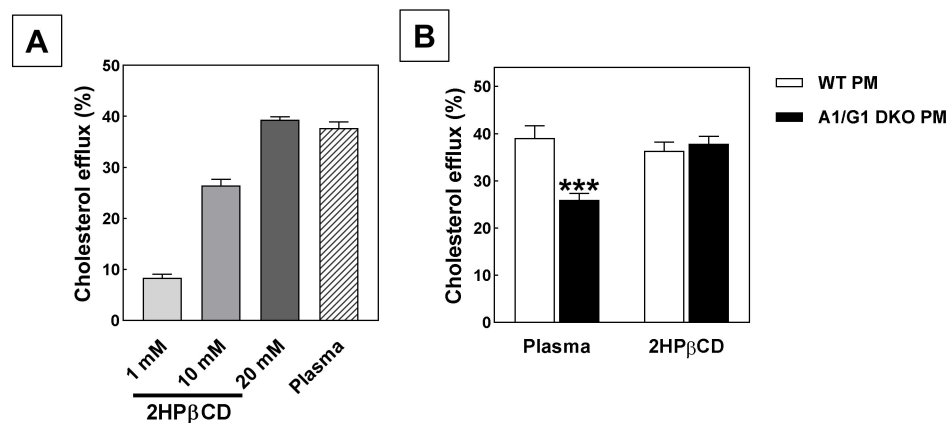 A
Cholesterol efflux (%)
50
40
30
20
10
0
1 mM
10 mM
20 mM
Plasma
2HPβCD
B
Cholesterol efflux (%)
50
40
30
20
10
0
***
Plasma
2HPβCD
WT PM
A1/G1 DKO PM